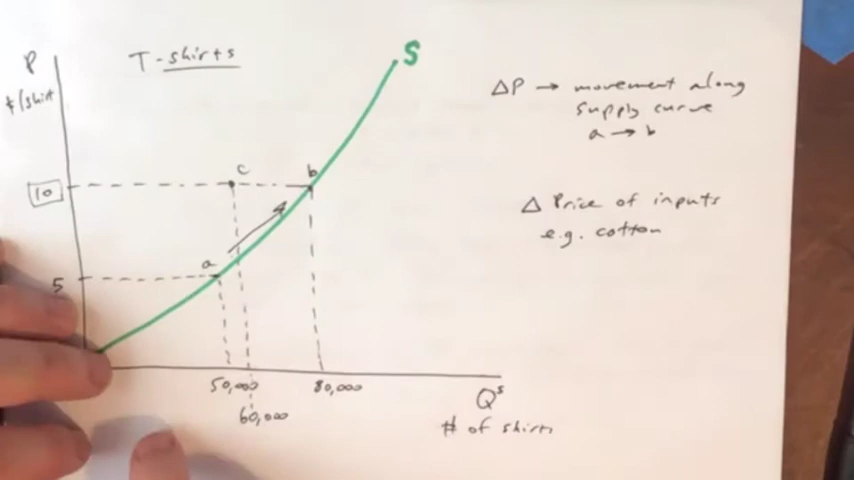 P
$/shirt
T-shirts
S
ΔP → movement along
supply curve
a → b
c
b
10
Δ Price of inputs
e.g. cotton
a
5
50,000
80,000
60,000
Qˢ
# of shirts